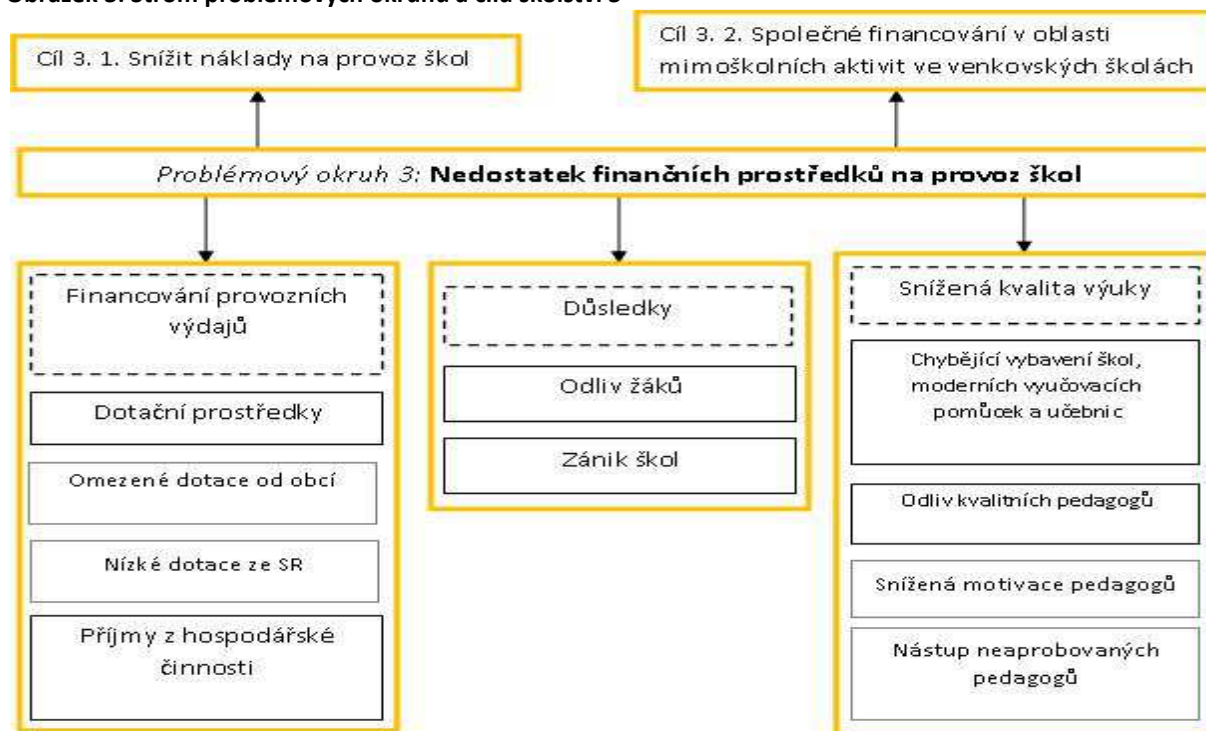 Cíl 3. 1. Snížit náklady na provoz škol
Cíl 3. 2. Společné financování v oblasti
mimoškolních aktivit ve venkovských školách
Problémový okruh 3: Nedostatek finančních prostředků na provoz škol
Financování provozních
výdajů
Dotační prostředky
Omezené dotace od obcí
Nízké dotace ze SR
Příjmy z hospodářské
činnosti
Důsledky
Odliv žáků
Zánik škol
Snížená kvalita výuky
Chybějící vybavení škol,
moderních vyučovacích
pomůcek a učebnic
Odliv kvalitních pedagogů
Snížená motivace pedagogů
Nástup neaprobovaných
pedagogů